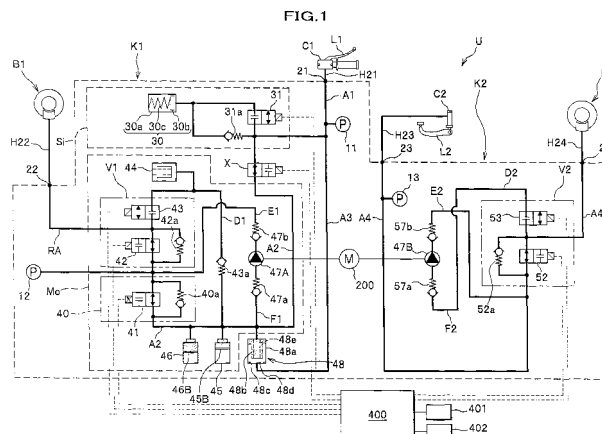 FIG.1
C1
L1
K1
B1
21
H21
U
A1
C2
K2
31
31a
30a
30c
30b
30
Si
11
H23
L2
H24
23
H22
X
22
44
V1
13
D2
V2
E1
E2
43
42a
D1
A3
A4
53
A4
47b
57b
RA
A2
43a
47A
M
47B
42
200
52
12
Mo
40a
47a
57a
52a
40
41
F1
F2
A2
48e
48a
48
46
46B
45
45B
48b
48c
48d
400
401
402
P
P
P